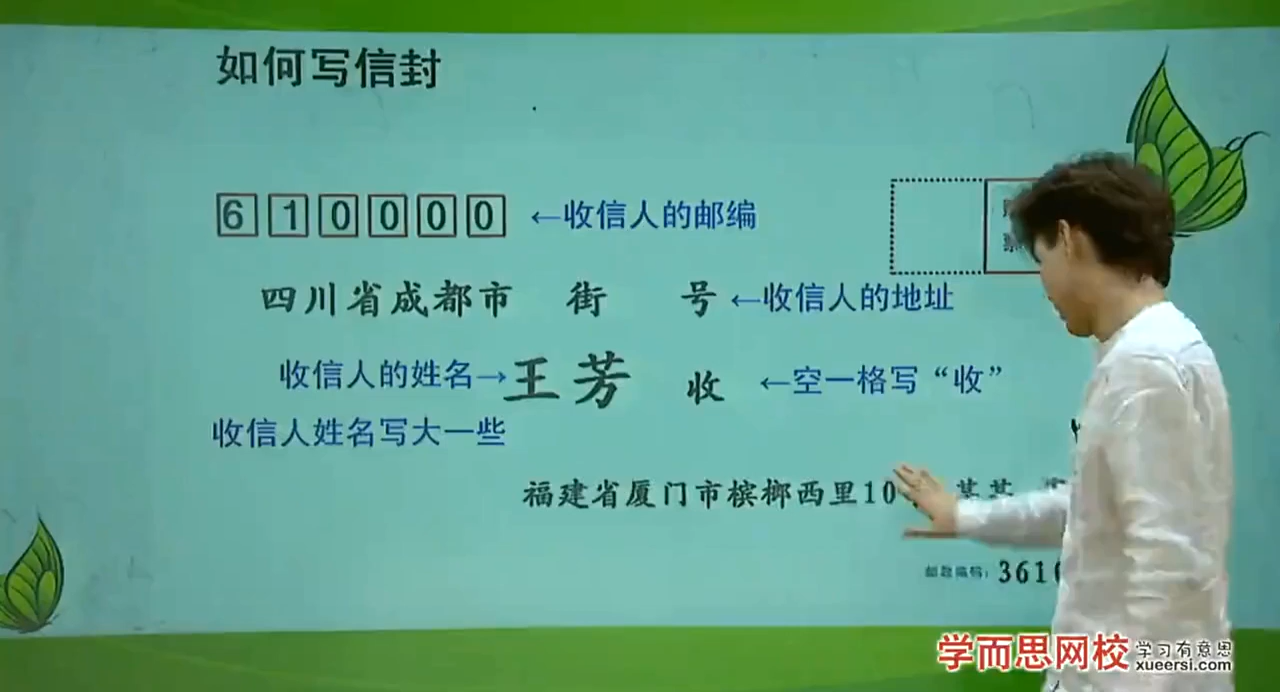 如何写信封
610000 ←收信人的邮编
四川省成都市 街 号 ←收信人的地址
收信人的姓名→ 王芳 收 ←空一格写“收”
收信人姓名写大一些
福建省厦门市槟榔西里10 某某
邮政编码：361
学而思网校 学习有意思
xueersi.com